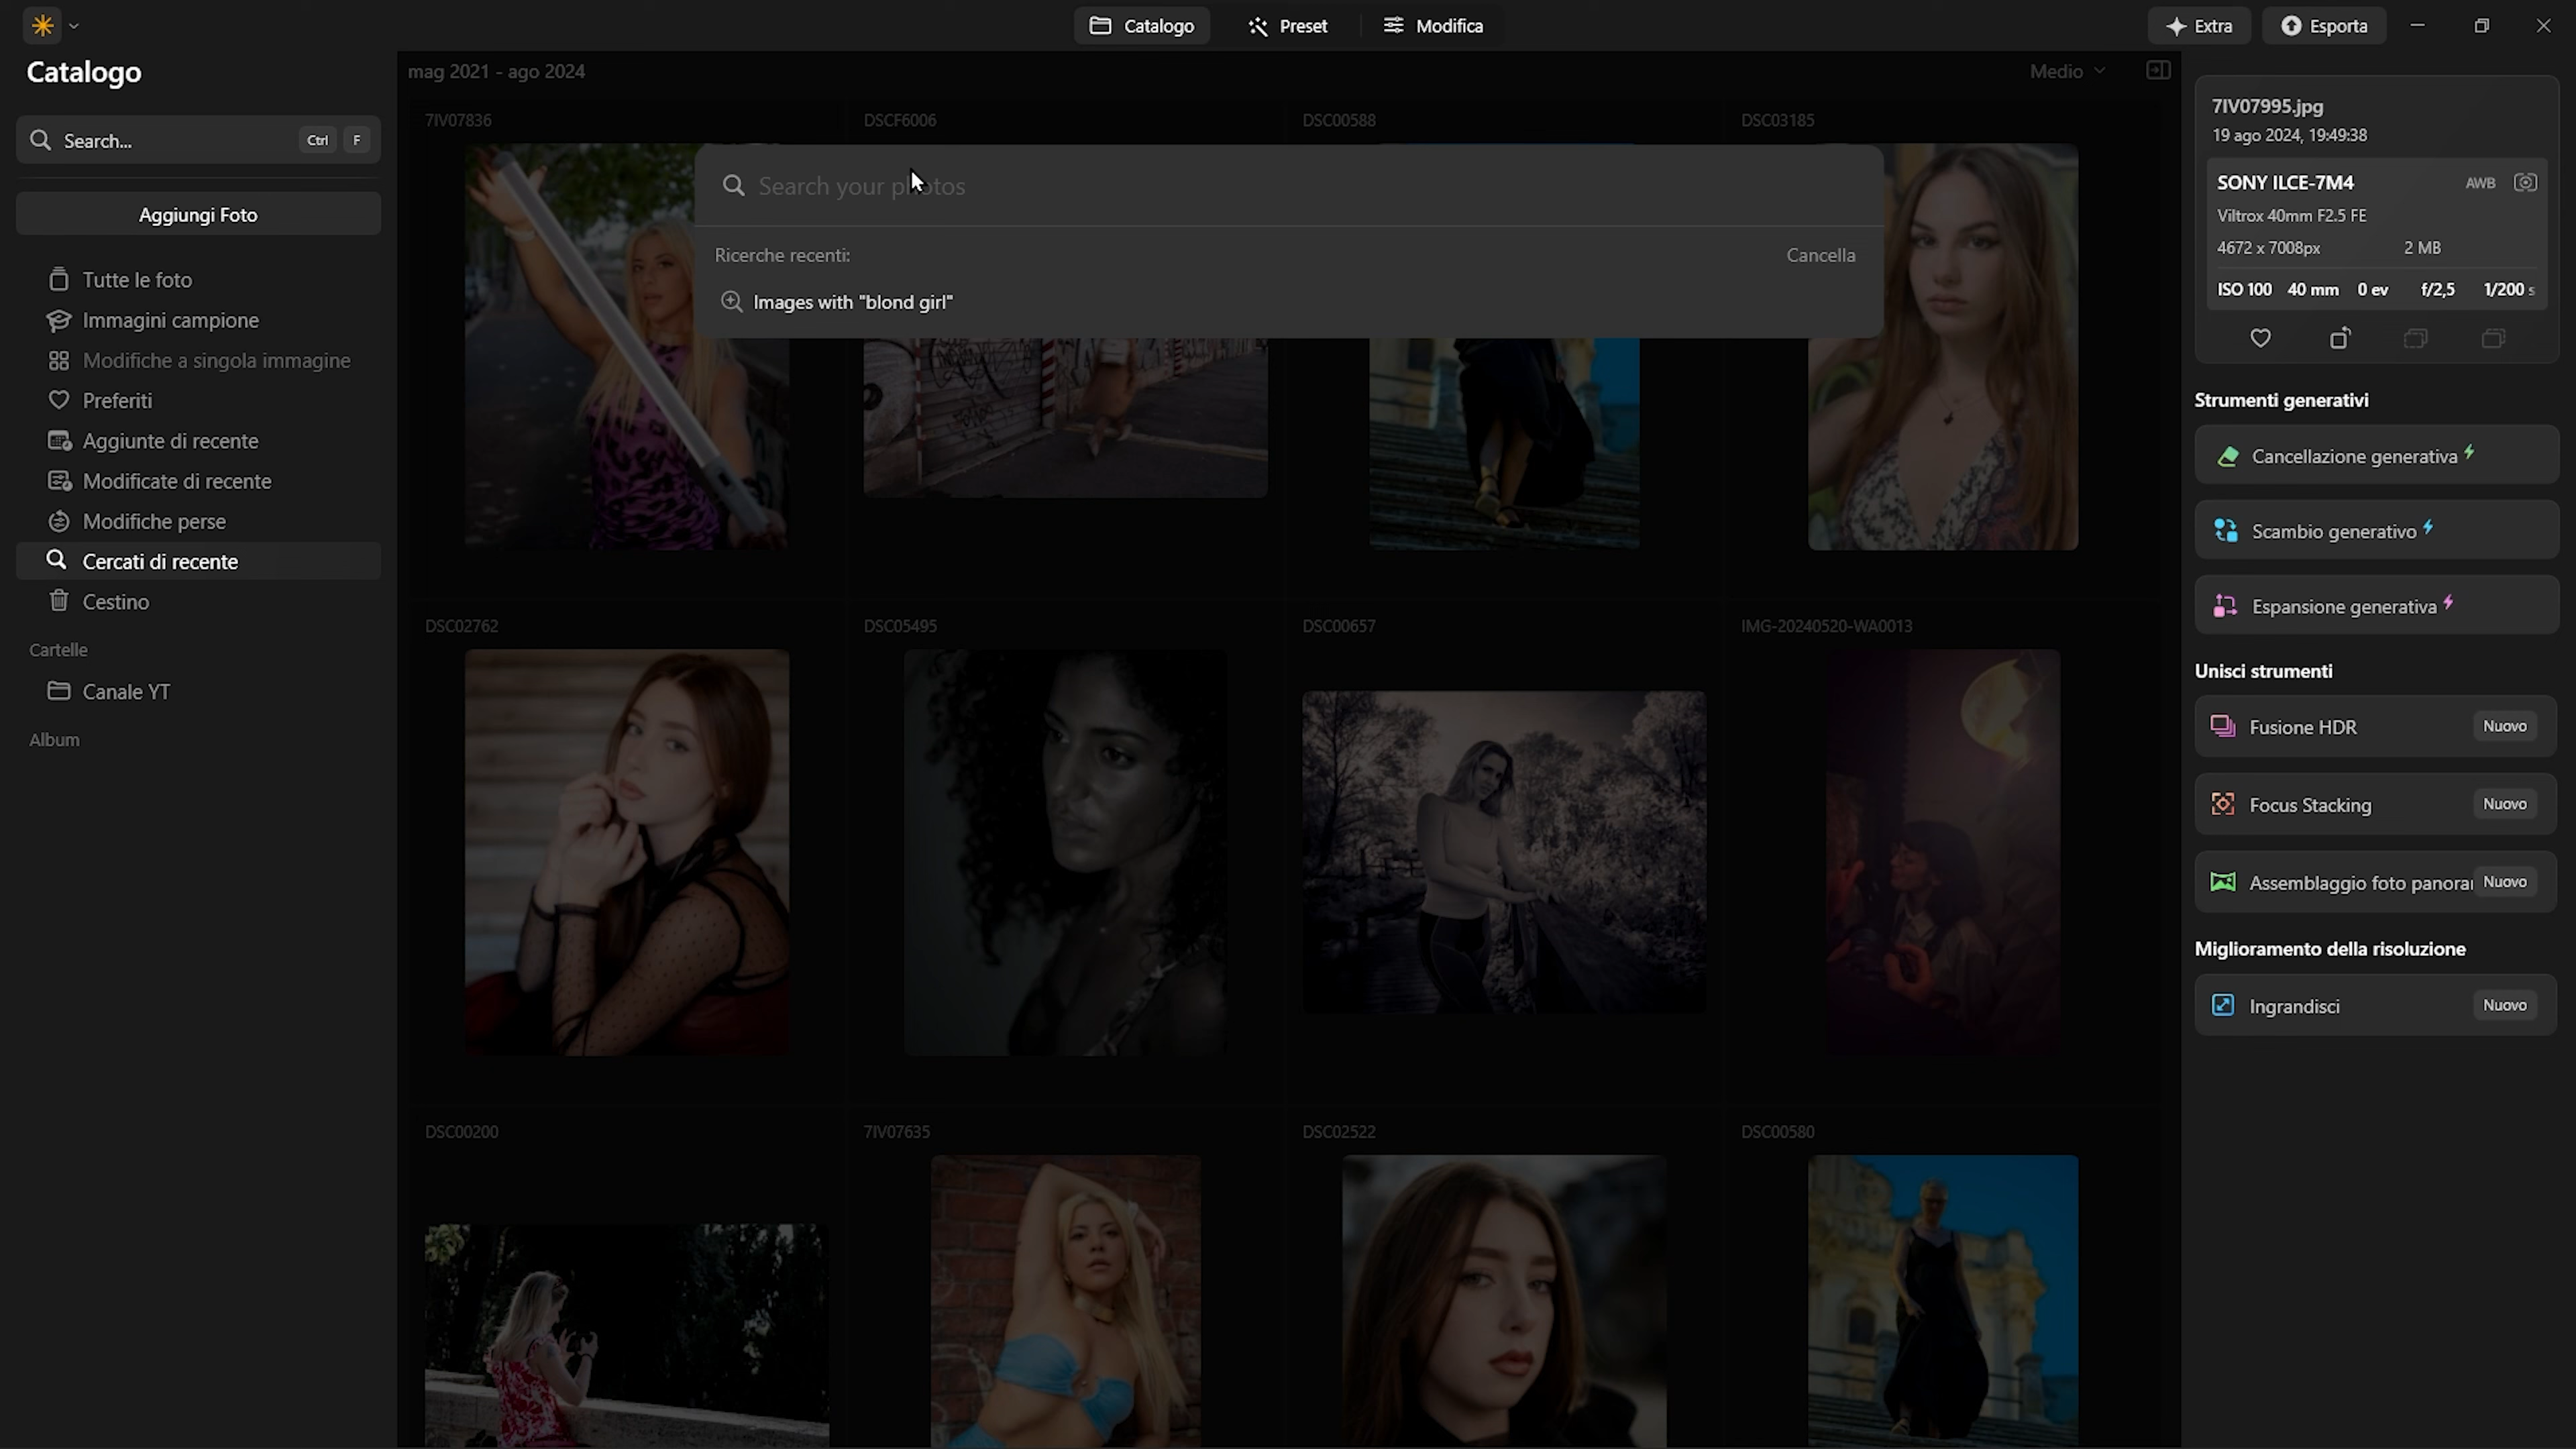 Catalogo
Preset
Modifica
Extra
Esporta
Catalogo
Search...
Ctrl
F
Aggiungi Foto
Tutte le foto
Immagini campione
Modifiche a singola immagine
Preferiti
Aggiunte di recente
Modificate di recente
Modifiche perse
Cercati di recente
Cestino
Cartelle
Canale YT
Album
mag 2021 - ago 2024
Medio
7IV07836
DSCF6006
DSC00588
DSC03185
Search your photos
Ricerche recenti:
Cancella
Images with "blond girl"
DSC02762
DSC05495
DSC00657
IMG-20240520-WA0013
DSC00200
7IV07635
DSC02522
DSC00580
7IV07995.jpg
19 ago 2024, 19:49:38
SONY ILCE-7M4
AWB
Viltrox 40mm F2.5 FE
4672 x 7008px
2 MB
ISO 100 40 mm 0 ev f/2,5 1/200 s
Strumenti generativi
Cancellazione generativa
Scambio generativo
Espansione generativa
Unisci strumenti
Fusione HDR Nuovo
Focus Stacking Nuovo
Assemblaggio foto panora Nuovo
Miglioramento della risoluzione
Ingrandisci Nuovo